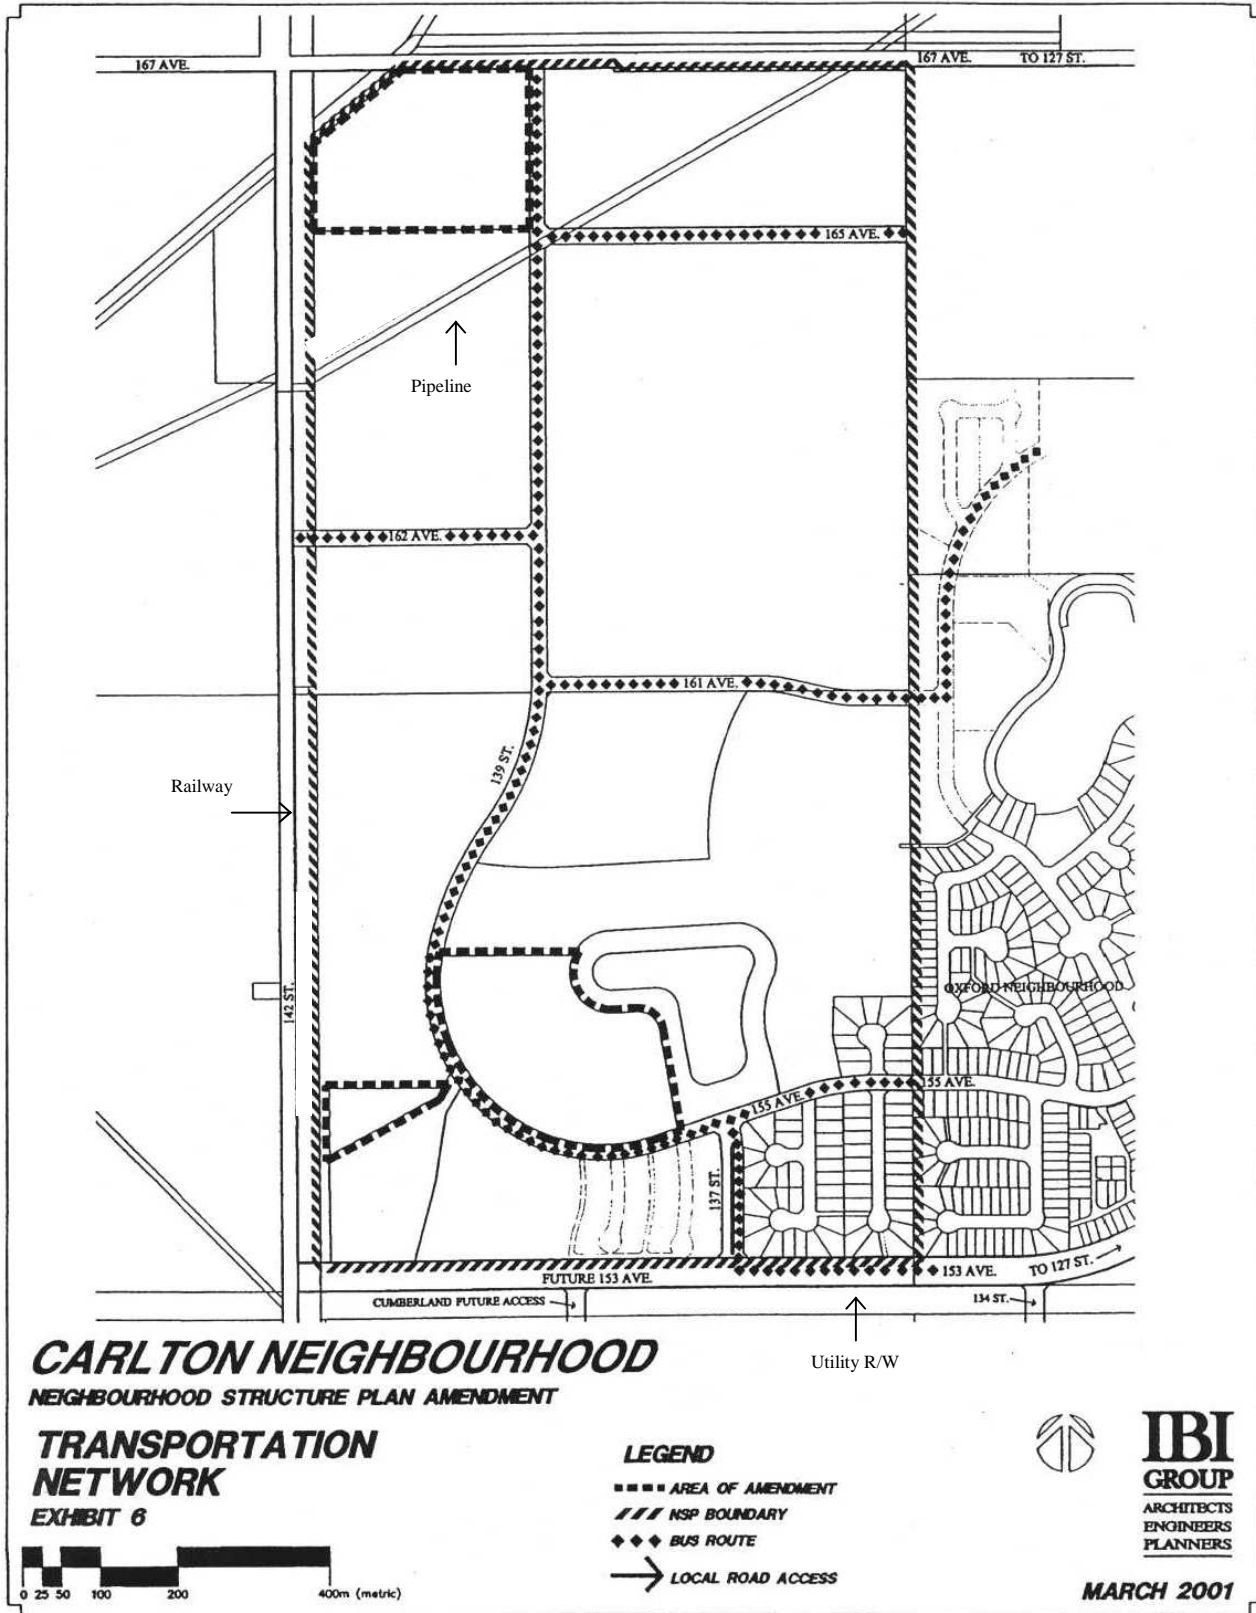 167 AVE.
167 AVE.
TO 127 ST.
165 AVE.
Pipeline
162 AVE.
161 AVE.
139 ST.
Railway
OXFORD NEIGHBOURHOOD
142 ST.
155 AVE.
155 AVE.
137 ST.
TO 127 ST.
153 AVE.
FUTURE 153 AVE.
CUMBERLAND FUTURE ACCESS
134 ST.
Utility R/W
CARLTON NEIGHBOURHOOD
NEIGHBOURHOOD STRUCTURE PLAN AMENDMENT
TRANSPORTATION
NETWORK
EXHIBIT 6
0 25 50 100 200 400m (metric)
LEGEND
AREA OF AMENDMENT
NSP BOUNDARY
BUS ROUTE
LOCAL ROAD ACCESS
IBI
GROUP
ARCHITECTS
ENGINEERS
PLANNERS
MARCH 2001